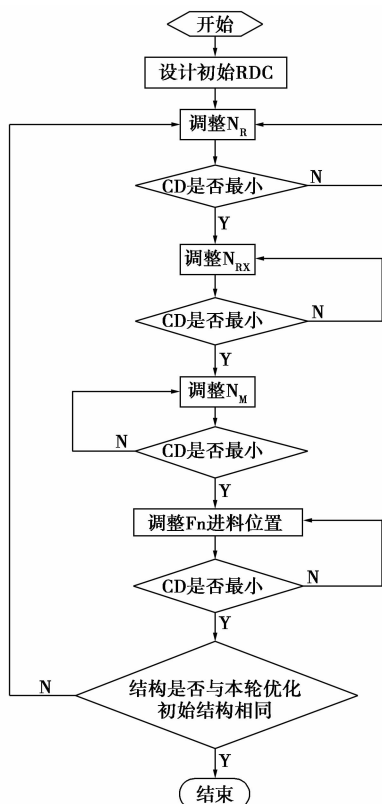 开始
设计初始RDC
调整N_R
CD是否最小
N
Y
调整N_RX
CD是否最小
N
Y
调整N_M
N
CD是否最小
Y
调整Fn进料位置
CD是否最小
N
Y
结构是否与本轮优化
初始结构相同
N
Y
结束